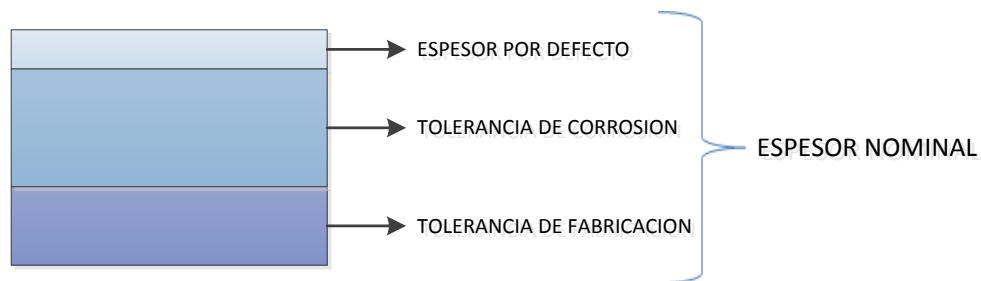 ESPESOR POR DEFECTO
TOLERANCIA DE CORROSION
ESPESOR NOMINAL
TOLERANCIA DE FABRICACION